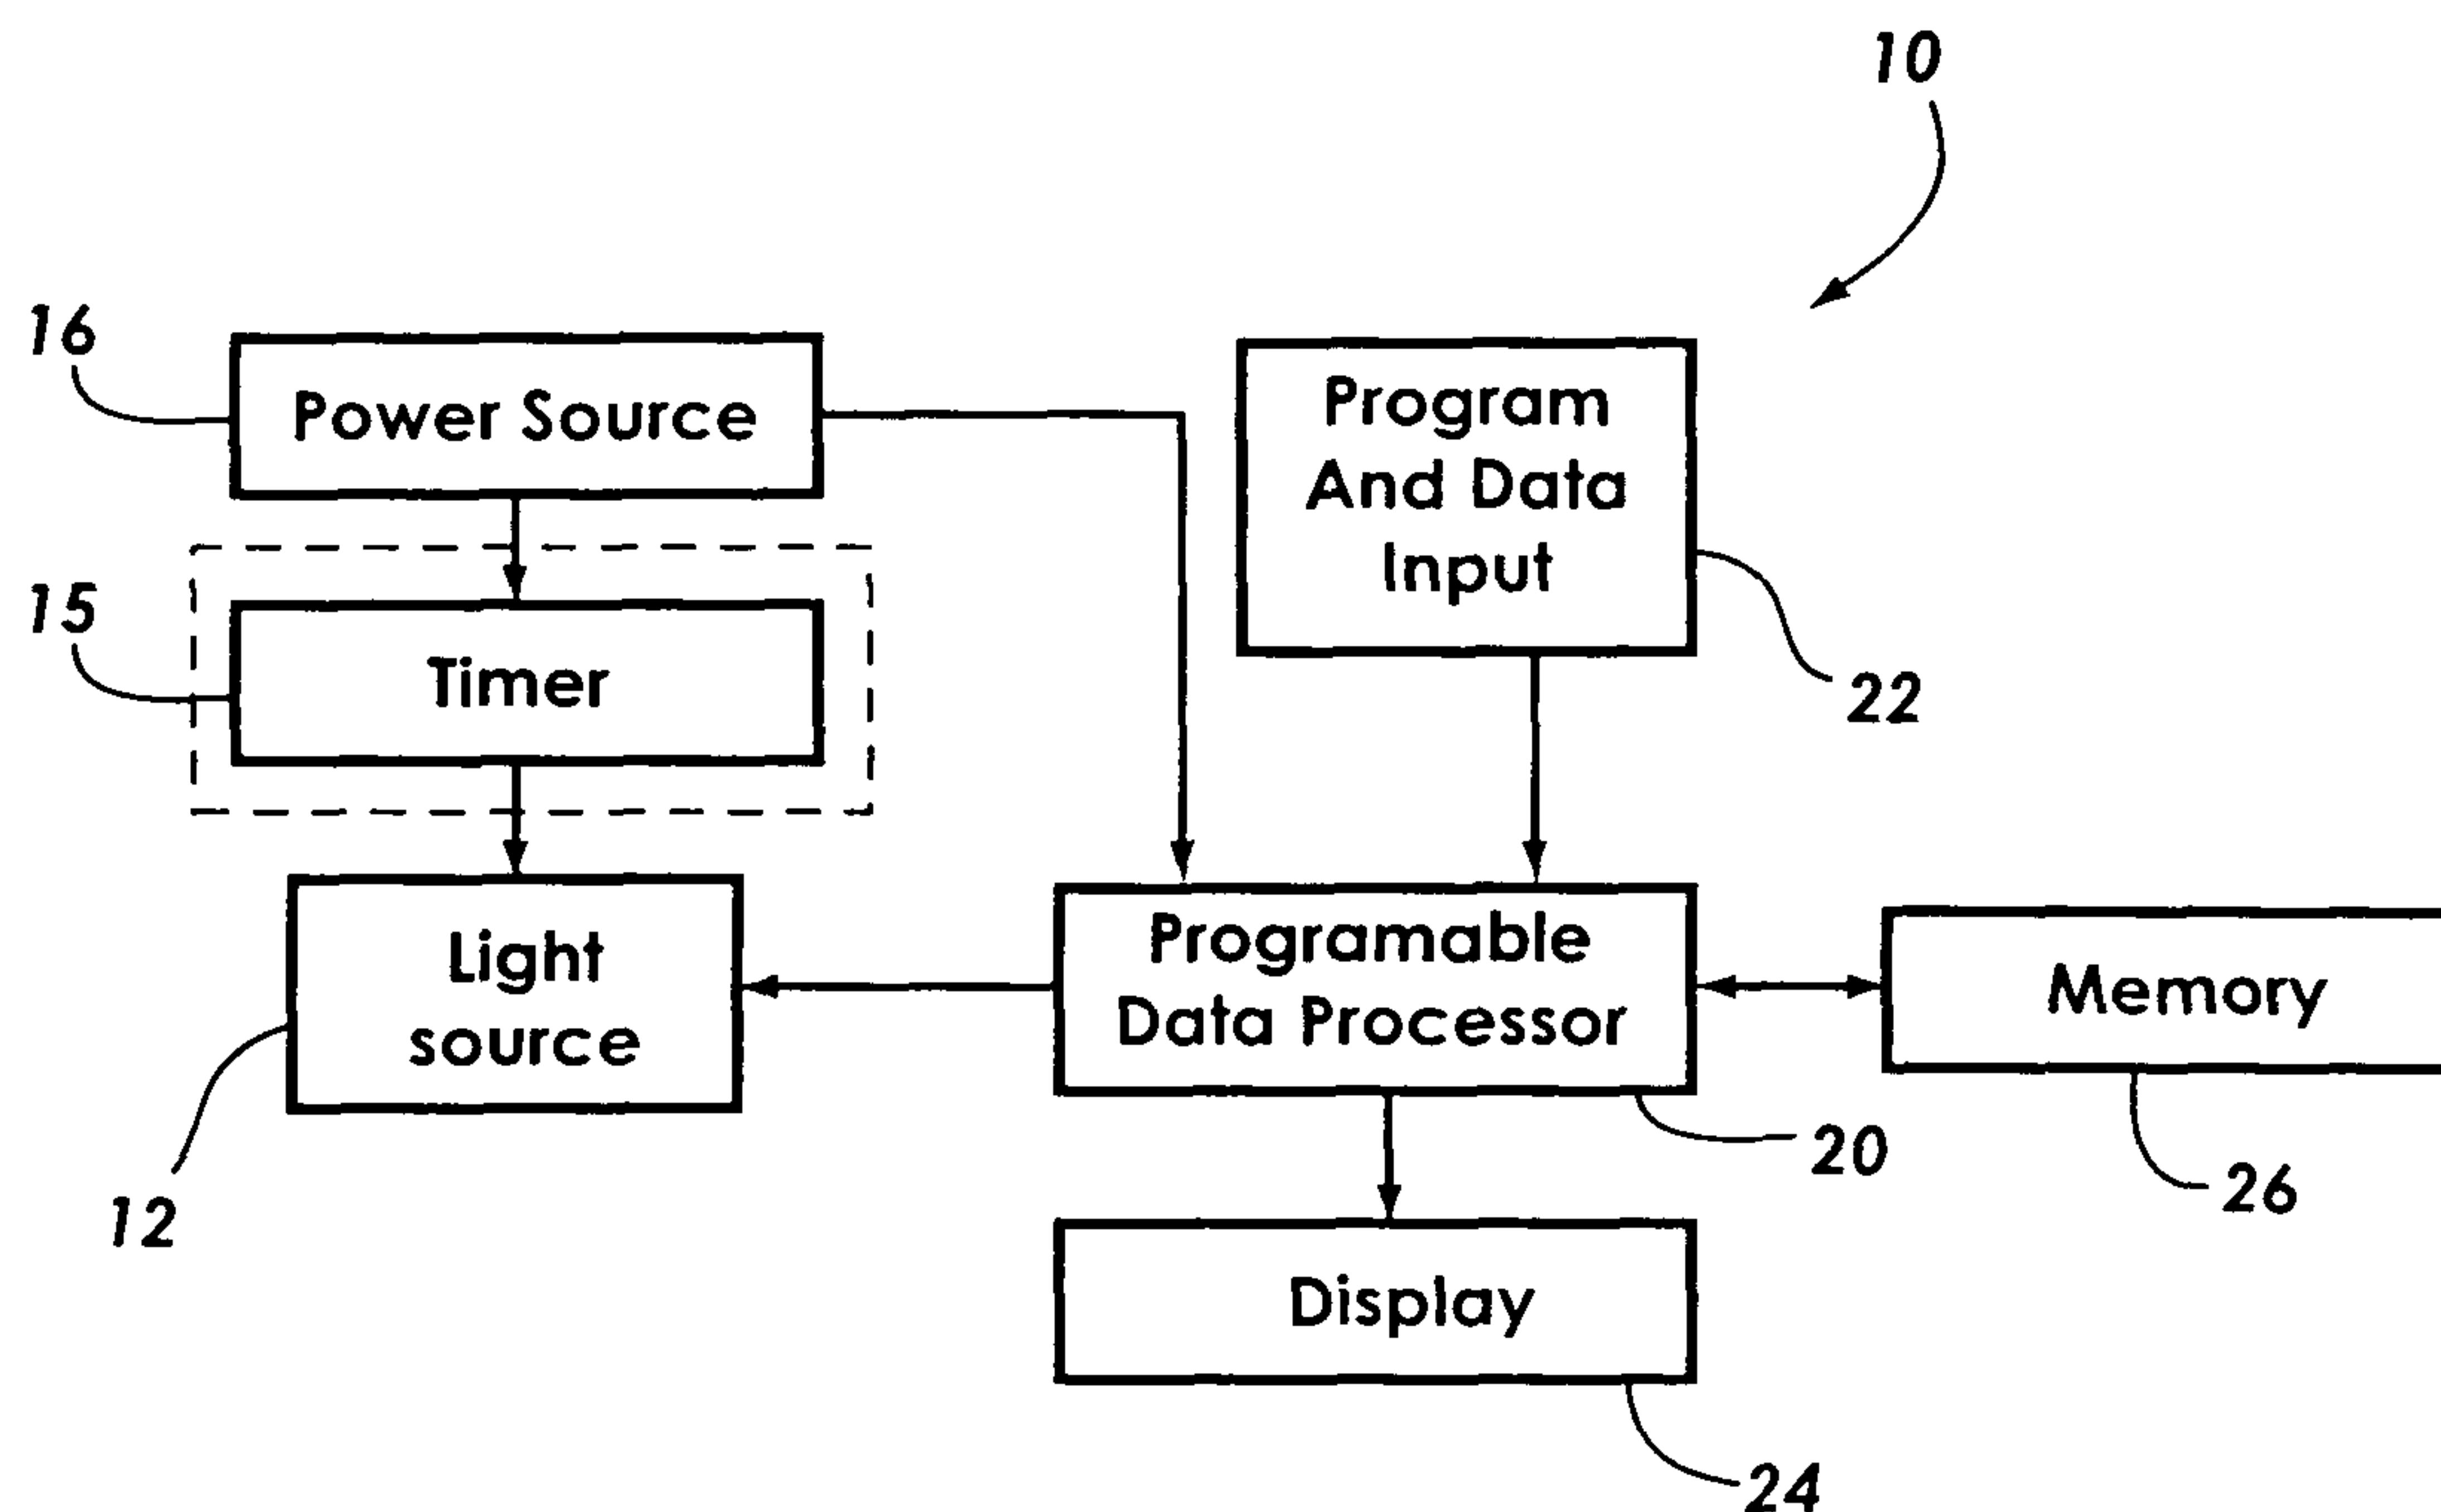 10
16
Power Source
Program
And Data
Input
15
Timer
22
Light
source
Programable
Data Processor
Memory
12
20
26
Display
24